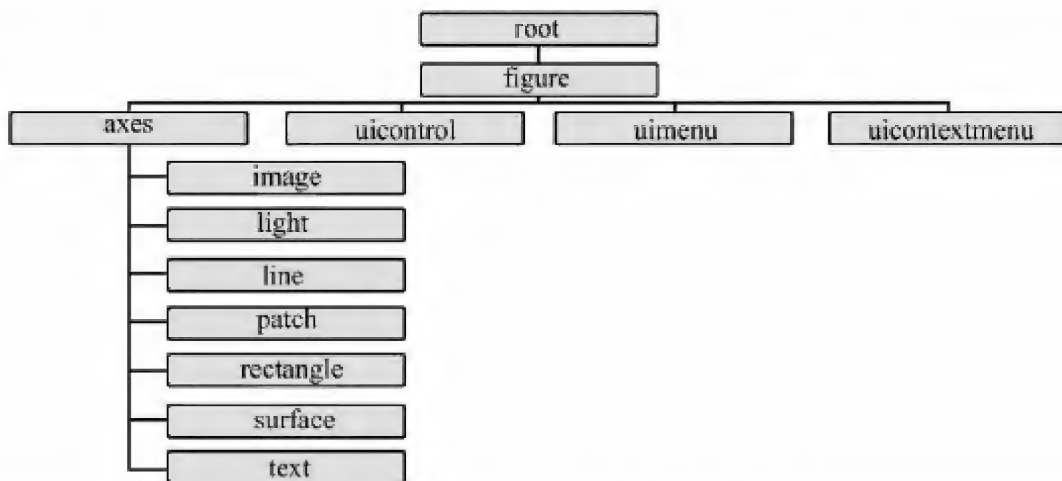 root
figure
axes
uicontrol
uimenu
uicontextmenu
image
light
line
patch
rectangle
surface
text